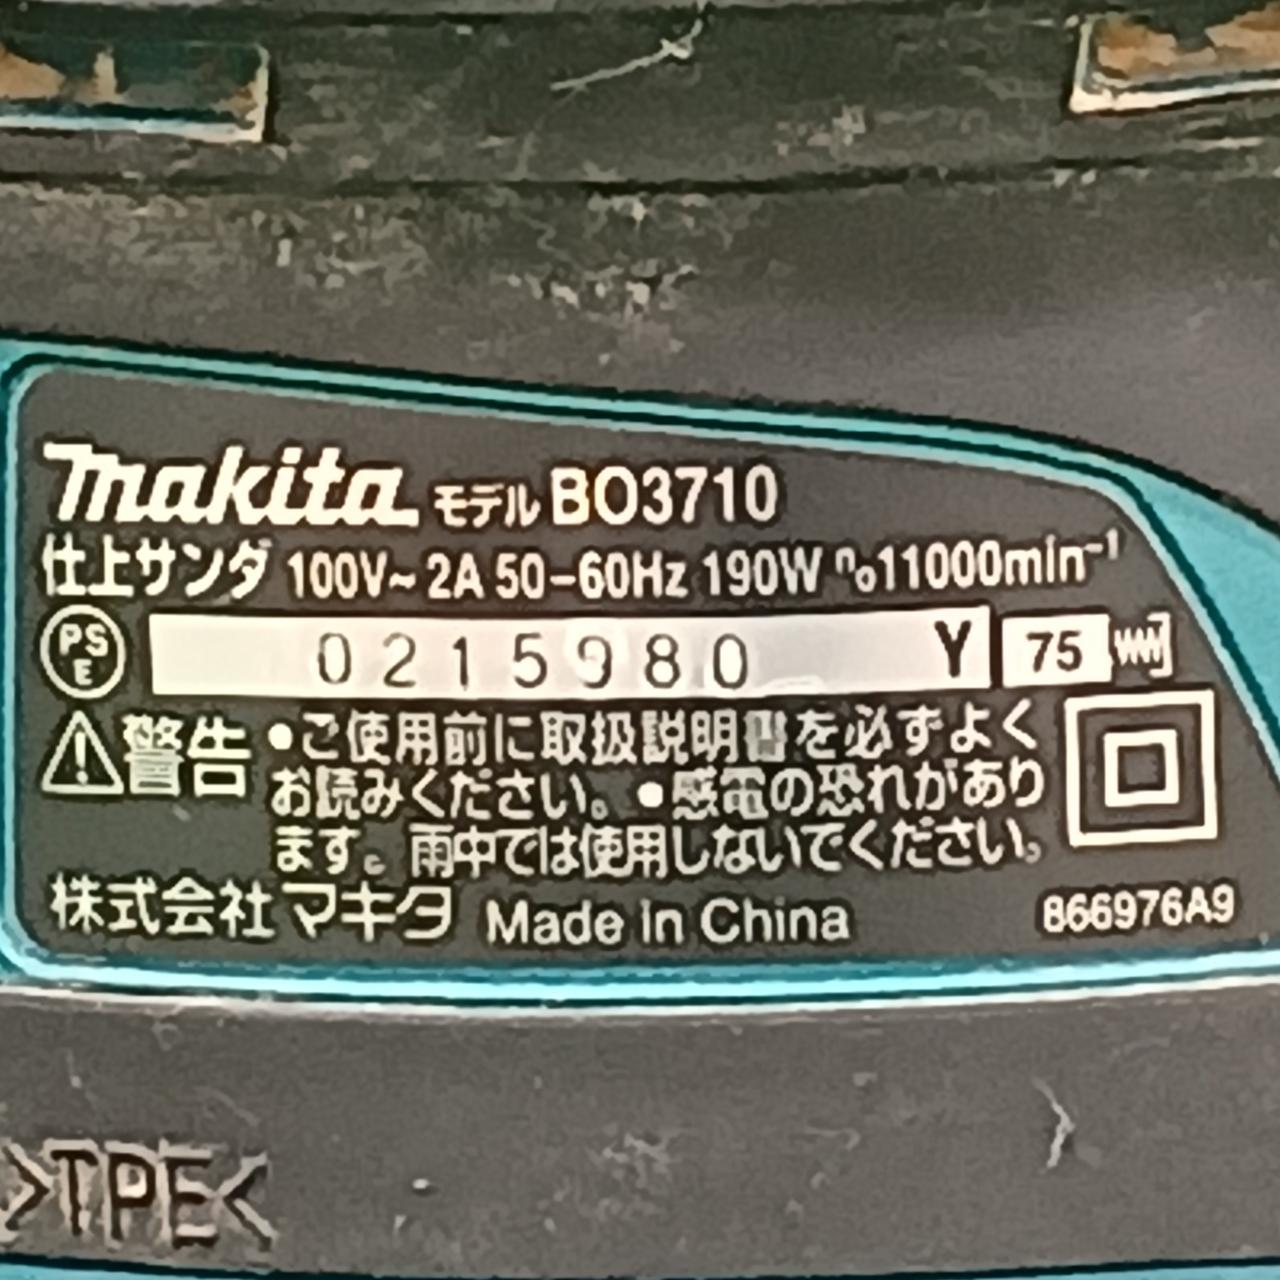 makita モデル BO3710
仕上サンダ 100V~ 2A 50-60Hz 190W n₀11000min⁻¹
PS E 0215980 Y 75
警告 ●ご使用前に取扱説明書を必ずよく
お読みください。●感電の恐れがあり
ます。雨中では使用しないでください。
株式会社マキタ Made in China 866976A9
>TPE<